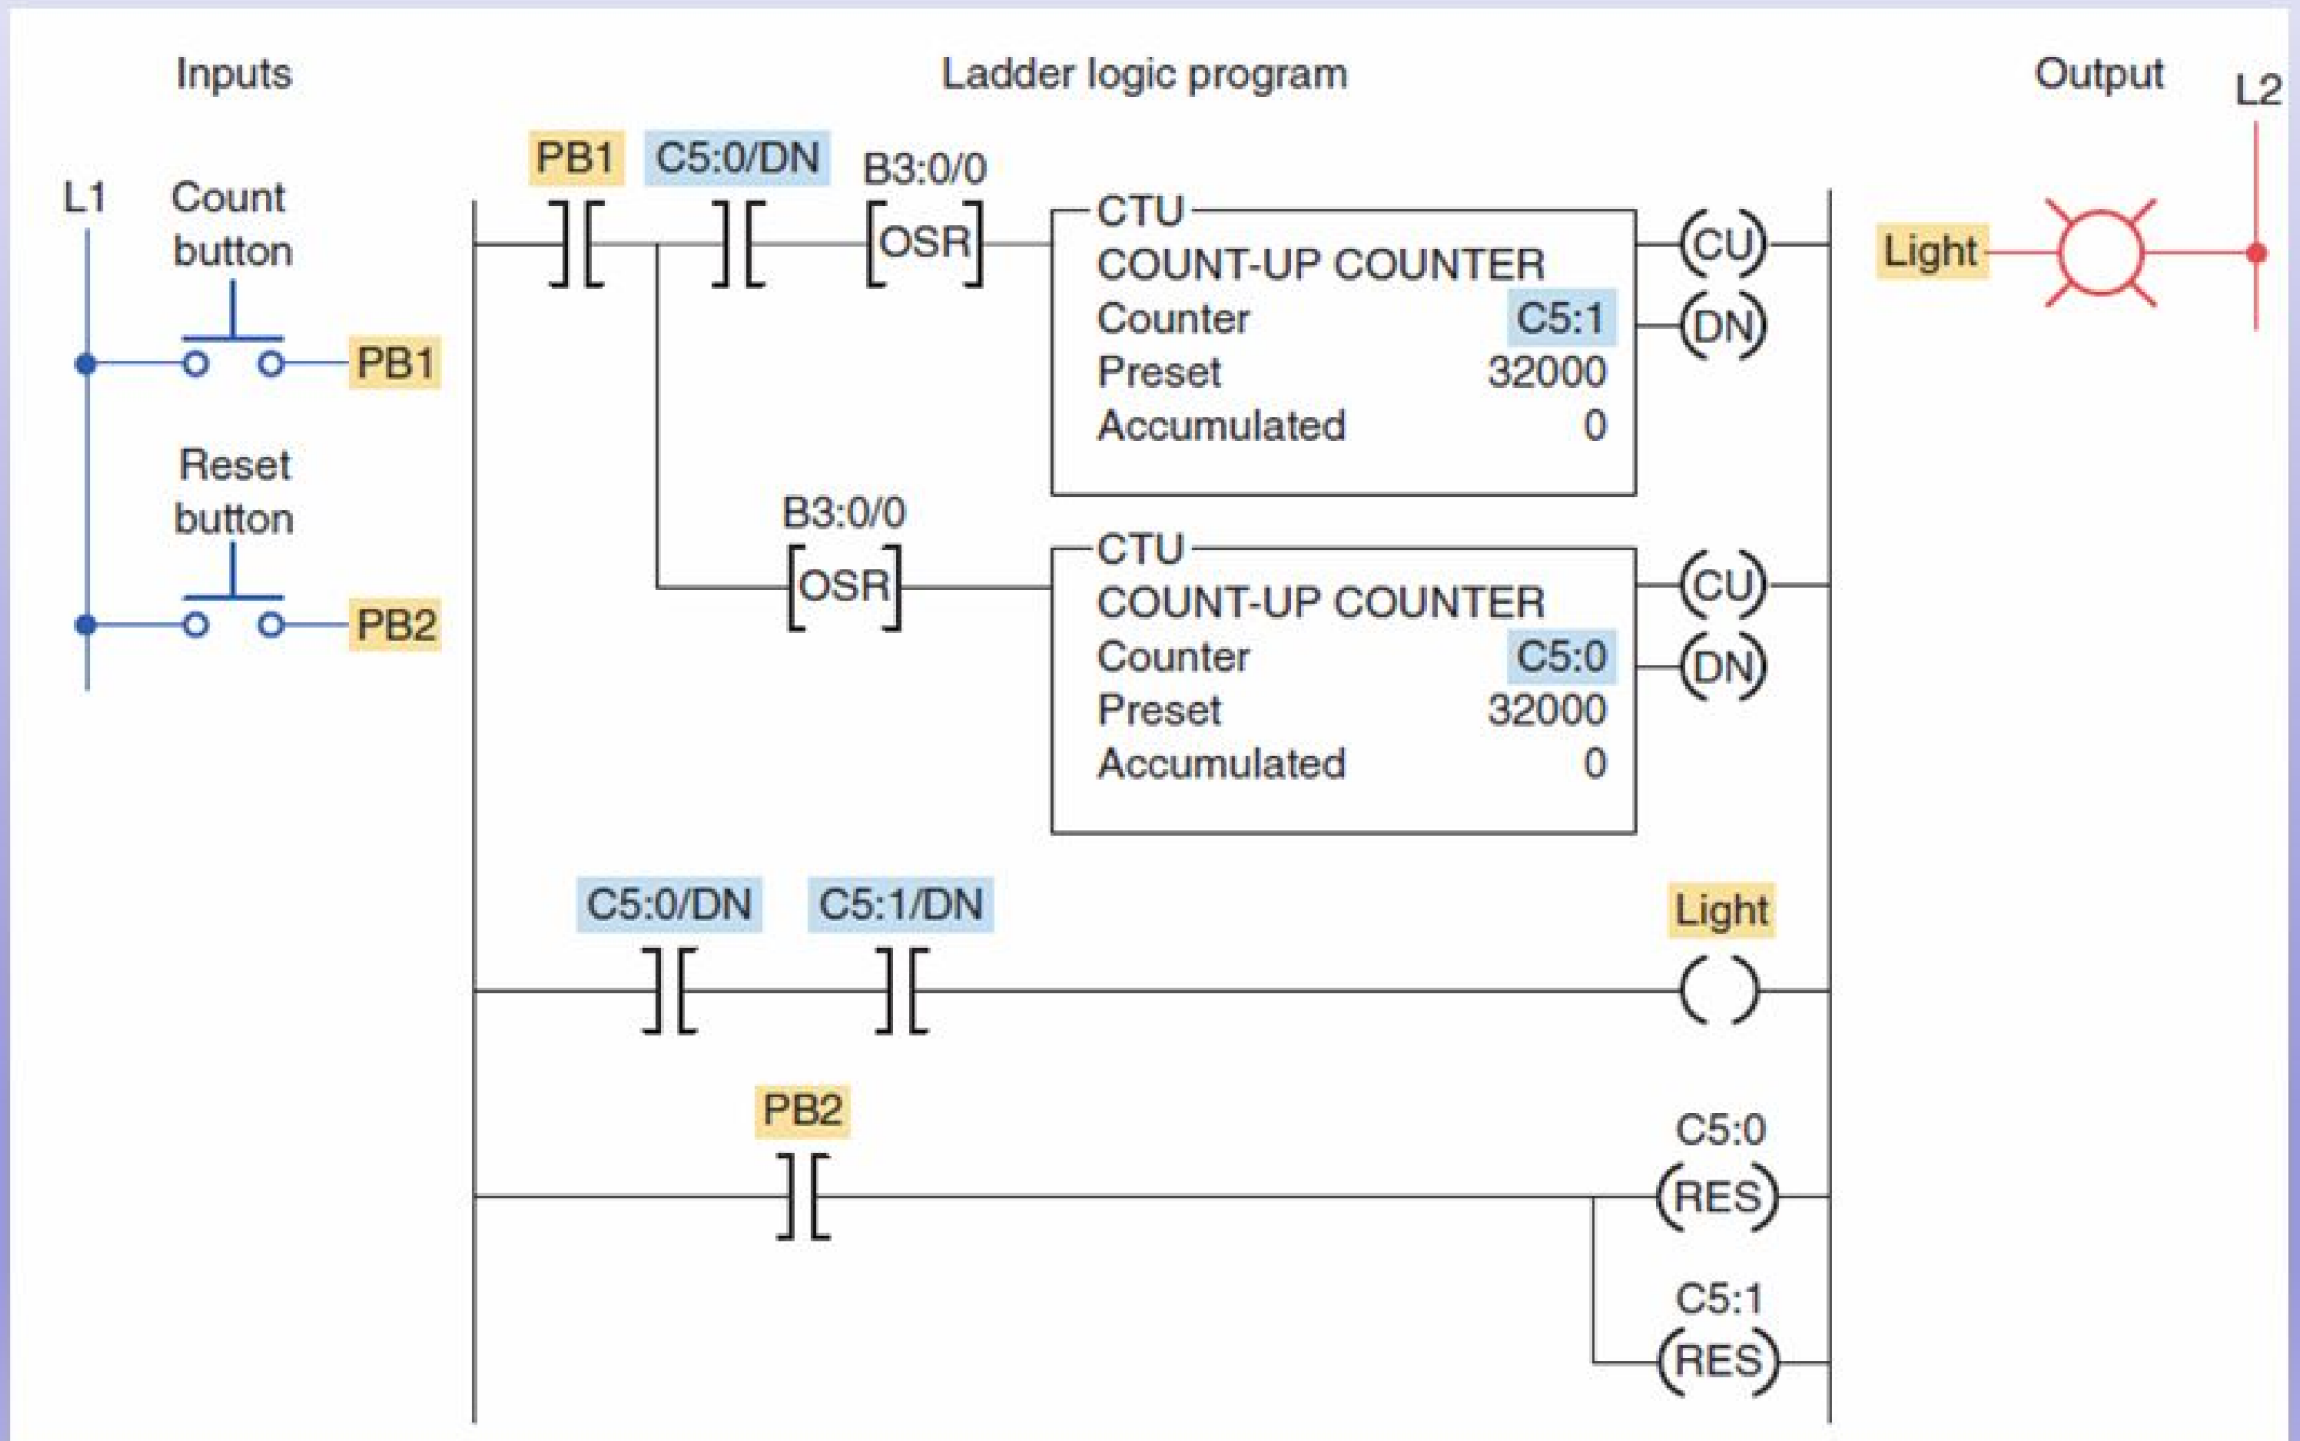 Inputs
Ladder logic program
Output
L2
L1
Count
button
PB1
Reset
button
PB2
PB1
C5:0/DN
B3:0/0
OSR
CTU
COUNT-UP COUNTER
Counter C5:1
Preset 32000
Accumulated 0
CU
DN
Light
B3:0/0
OSR
CTU
COUNT-UP COUNTER
Counter C5:0
Preset 32000
Accumulated 0
CU
DN
C5:0/DN
C5:1/DN
Light
PB2
C5:0
RES
C5:1
RES